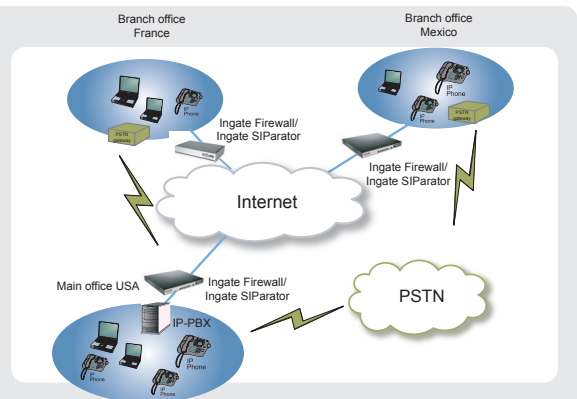 Branch office
France
Branch office
Mexico
IP
Phone
PSTN
gateway
IP
Phone
IP
Phone
PSTN
gateway
Ingate Firewall/
Ingate SIParator
Ingate Firewall/
Ingate SIParator
Internet
Main office USA
Ingate Firewall/
Ingate SIParator
PSTN
IP-PBX
IP
Phone
IP
Phone
IP
Phone
IP
Phone